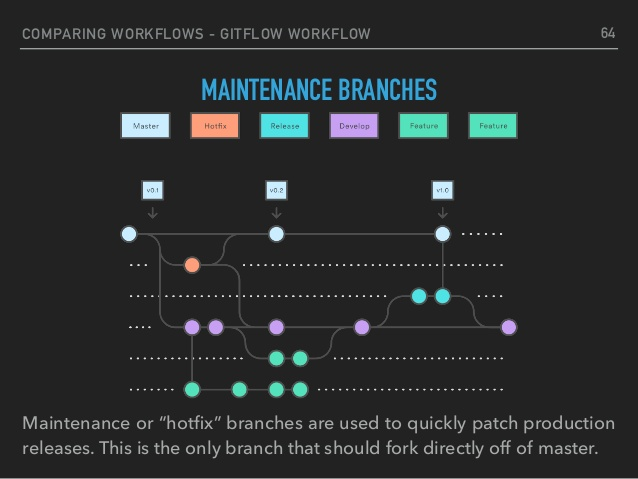 COMPARING WORKFLOWS - GITFLOW WORKFLOW 64
MAINTENANCE BRANCHES
Master Hotfix Release Develop Feature Feature
v0.1 v0.2 v1.0
Maintenance or “hotfix” branches are used to quickly patch production
releases. This is the only branch that should fork directly off of master.